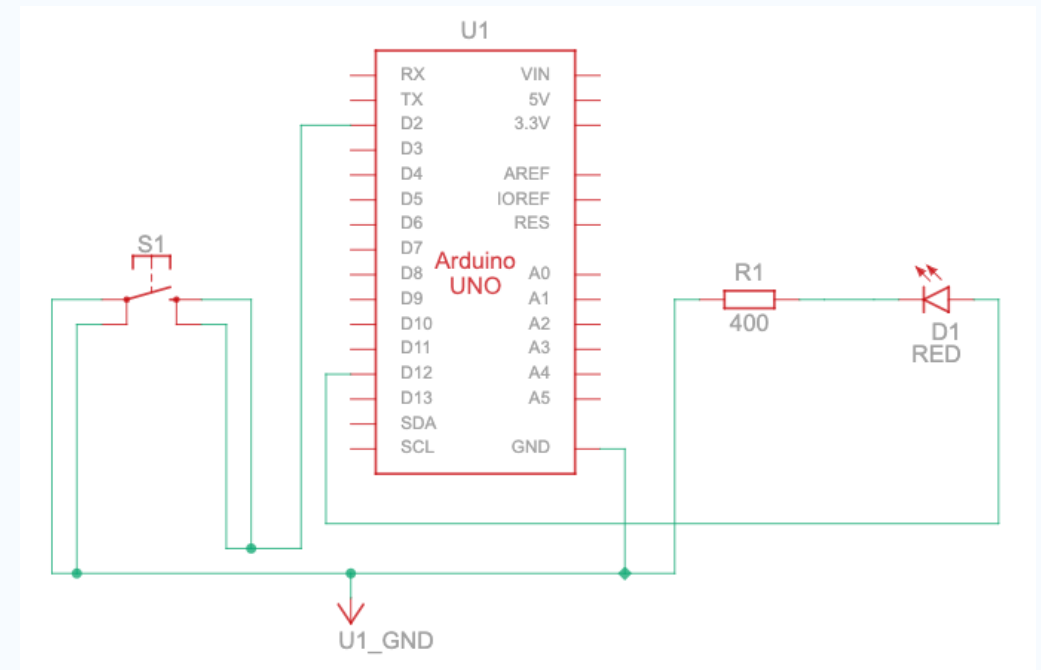 U1
RX VIN
TX 5V
D2 3.3V
D3
D4 AREF
D5 IOREF
D6 RES
D7
Arduino
UNO
D8 A0
D9 A1
D10 A2
D11 A3
D12 A4
D13 A5
SDA
SCL GND
S1
R1
400
D1
RED
U1_GND